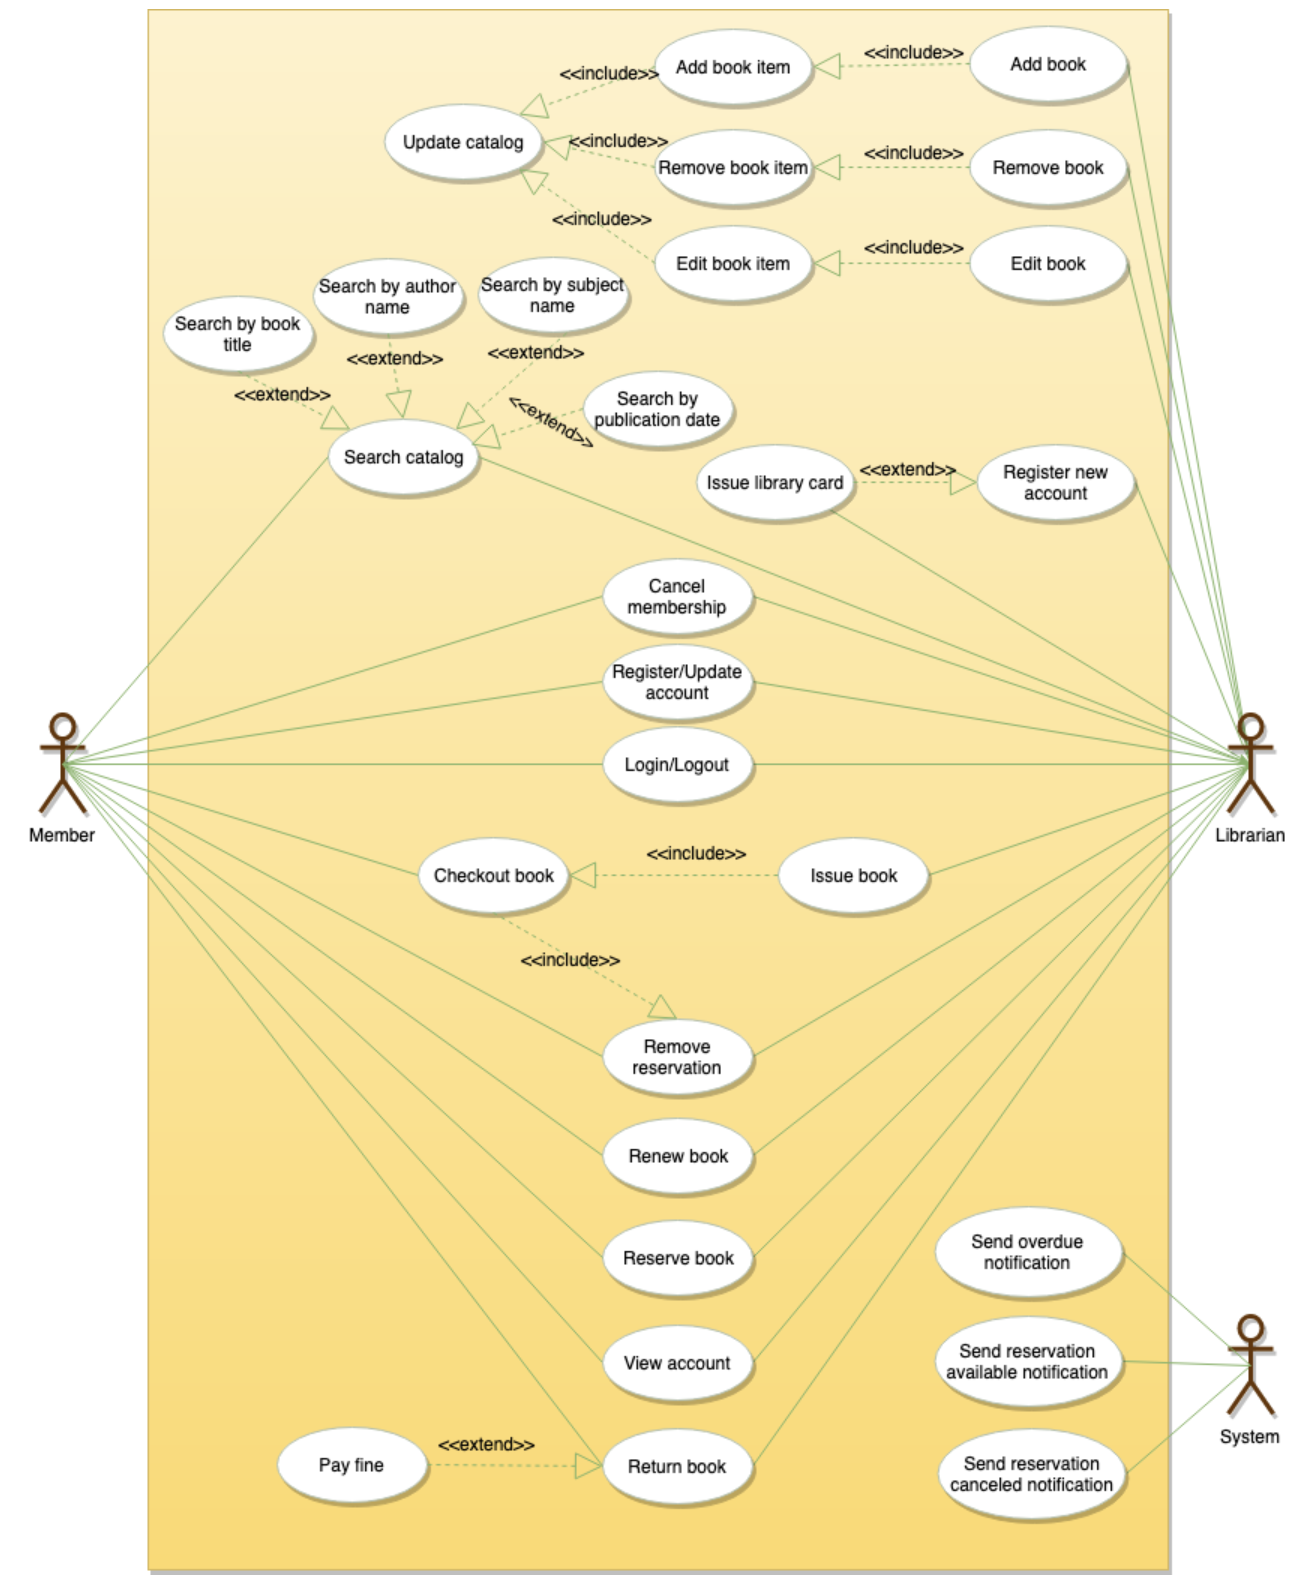 <<include>>
Add book
Add book item
<<include>>
Update catalog
<<include>>
<<include>>
Remove book item
Remove book
<<include>>
<<include>>
Edit book item
Edit book
Search by author
name
Search by subject
name
Search by book
title
<<extend>>
<<extend>>
<<extend>>
<<extend>>
Search by
publication date
Search catalog
Issue library card
<<extend>>
Register new
account
Cancel
membership
Register/Update
account
Login/Logout
Member
Librarian
Checkout book
<<include>>
Issue book
<<include>>
Remove
reservation
Renew book
Reserve book
Send overdue
notification
View account
Send reservation
available notification
System
Pay fine
<<extend>>
Return book
Send reservation
canceled notification